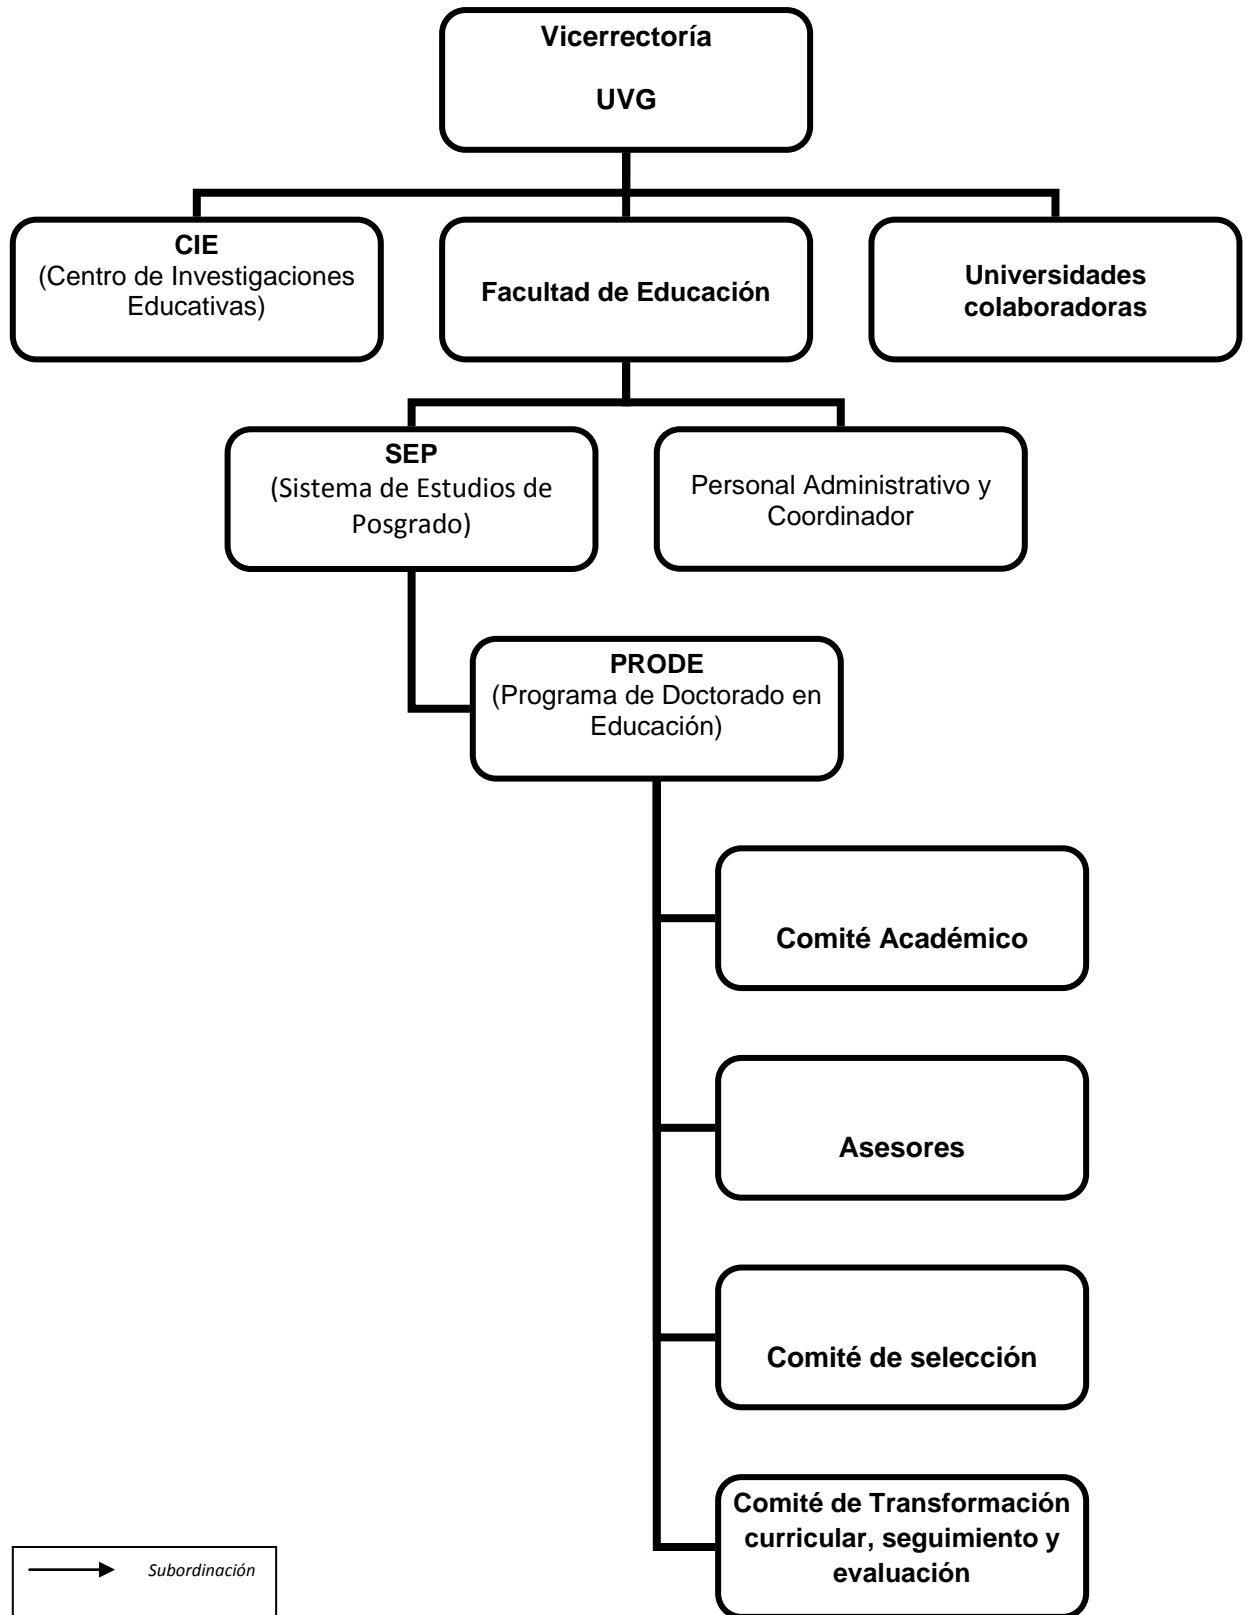 Vicerrectoría
UVG
CIE
(Centro de Investigaciones
Educativas)
Facultad de Educación
Universidades
colaboradoras
SEP
(Sistema de Estudios de
Posgrado)
Personal Administrativo y
Coordinador
PRODE
(Programa de Doctorado en
Educación)
Comité Académico
Asesores
Comité de selección
Comité de Transformación
curricular, seguimiento y
evaluación
Subordinación